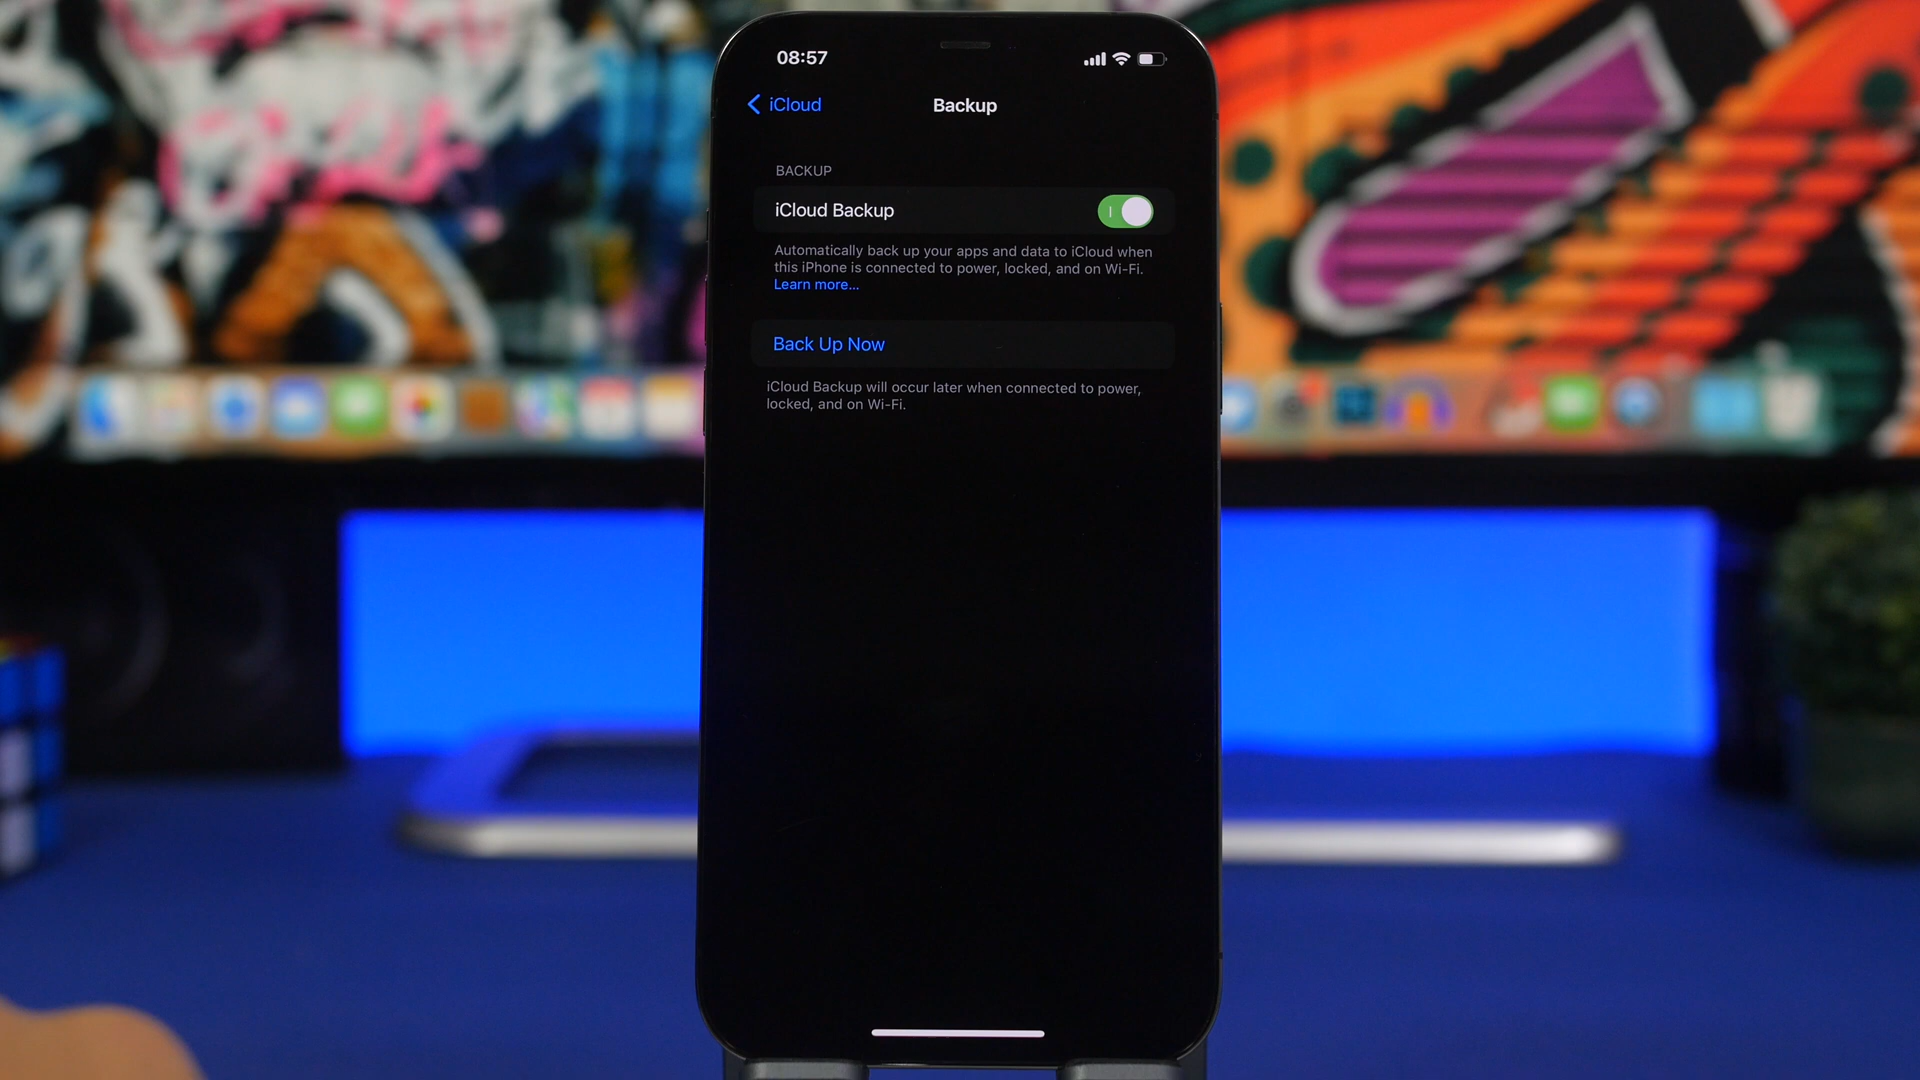 08:57
iCloud
Backup
BACKUP
iCloud Backup
Automatically back up your apps and data to iCloud when
this iPhone is connected to power, locked, and on Wi-Fi.
Learn more...
Back Up Now
iCloud Backup will occur later when connected to power,
locked, and on Wi-Fi.